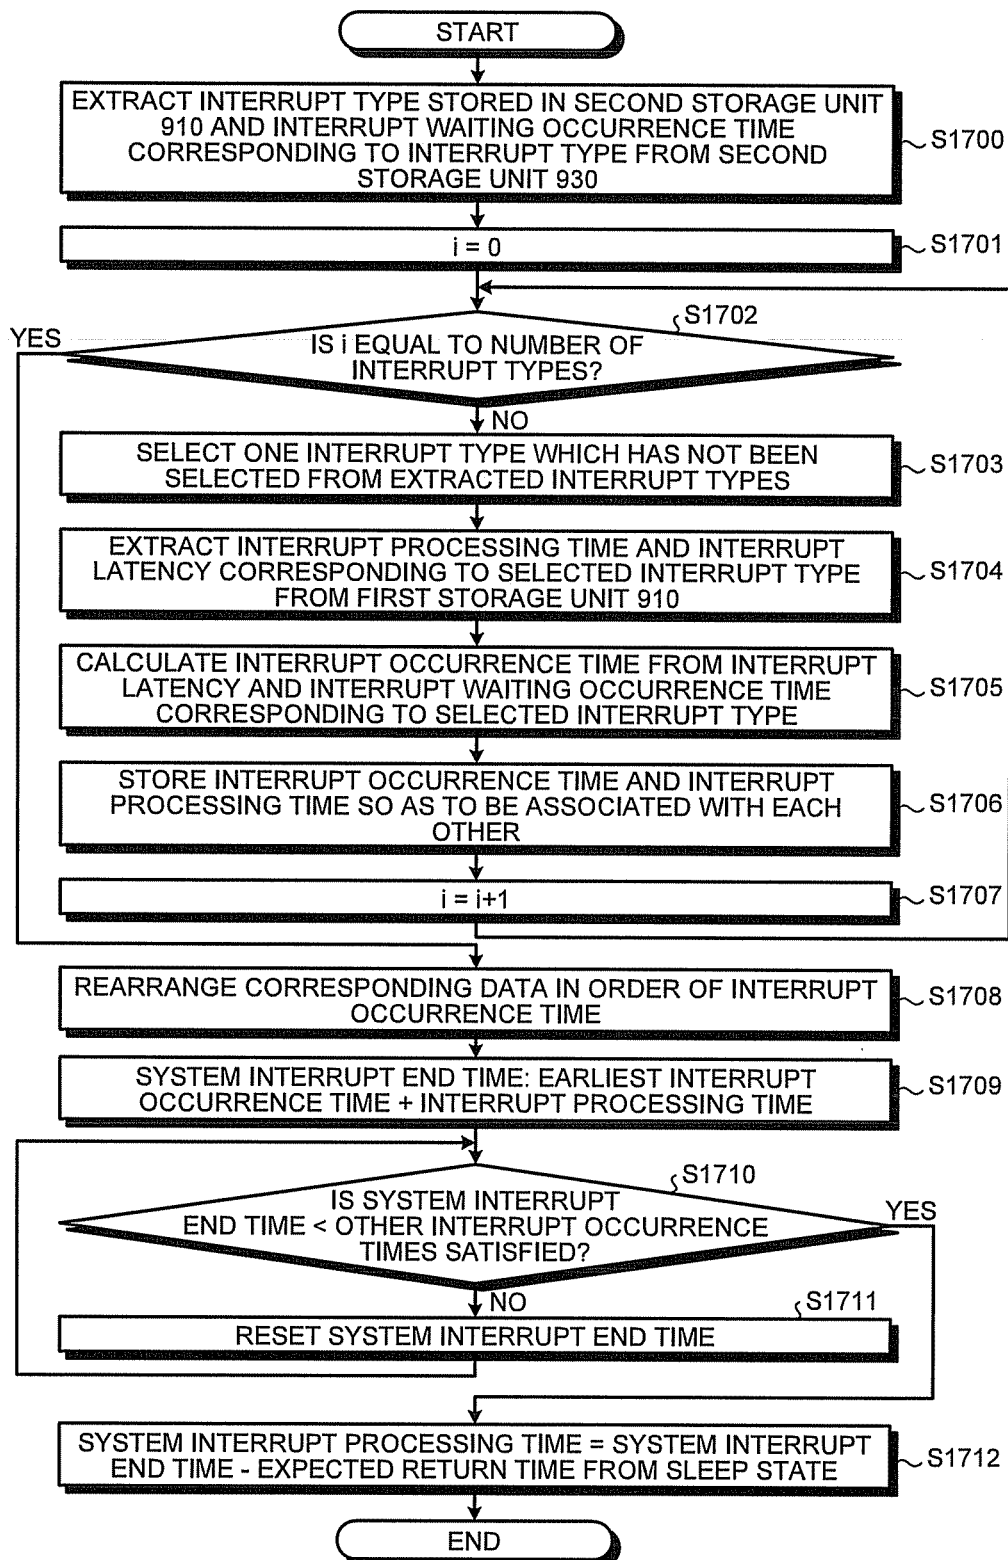 START
EXTRACT INTERRUPT TYPE STORED IN SECOND STORAGE UNIT
910 AND INTERRUPT WAITING OCCURRENCE TIME
CORRESPONDING TO INTERRUPT TYPE FROM SECOND
STORAGE UNIT 930
S1700
i = 0
S1701
S1702
YES
IS i EQUAL TO NUMBER OF
INTERRUPT TYPES?
NO
SELECT ONE INTERRUPT TYPE WHICH HAS NOT BEEN
SELECTED FROM EXTRACTED INTERRUPT TYPES
S1703
EXTRACT INTERRUPT PROCESSING TIME AND INTERRUPT
LATENCY CORRESPONDING TO SELECTED INTERRUPT TYPE
FROM FIRST STORAGE UNIT 910
S1704
CALCULATE INTERRUPT OCCURRENCE TIME FROM INTERRUPT
LATENCY AND INTERRUPT WAITING OCCURRENCE TIME
CORRESPONDING TO SELECTED INTERRUPT TYPE
S1705
STORE INTERRUPT OCCURRENCE TIME AND INTERRUPT
PROCESSING TIME SO AS TO BE ASSOCIATED WITH EACH
OTHER
S1706
i = i+1
S1707
REARRANGE CORRESPONDING DATA IN ORDER OF INTERRUPT
OCCURRENCE TIME
S1708
SYSTEM INTERRUPT END TIME: EARLIEST INTERRUPT
OCCURRENCE TIME + INTERRUPT PROCESSING TIME
S1709
S1710
IS SYSTEM INTERRUPT
END TIME < OTHER INTERRUPT OCCURRENCE
TIMES SATISFIED?
YES
NO
S1711
RESET SYSTEM INTERRUPT END TIME
SYSTEM INTERRUPT PROCESSING TIME = SYSTEM INTERRUPT
END TIME - EXPECTED RETURN TIME FROM SLEEP STATE
S1712
END